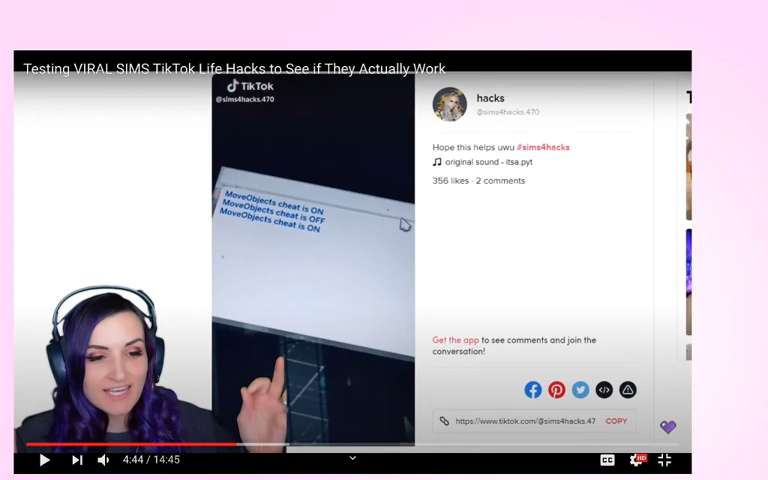 Testing VIRAL SIMS TikTok Life Hacks to See if They Actually Work
TikTok
@sims4hacks.470
MoveObjects cheat is ON
MoveObjects cheat is OFF
MoveObjects cheat is ON
hacks
@sims4hacks.470
Hope this helps uwu #sims4hacks
original sound - itsa.pyt
356 likes · 2 comments
Get the app to see comments and join the
conversation!
https://www.tiktok.com/@sims4hacks.47 COPY
4:44 / 14:45
CC
HD